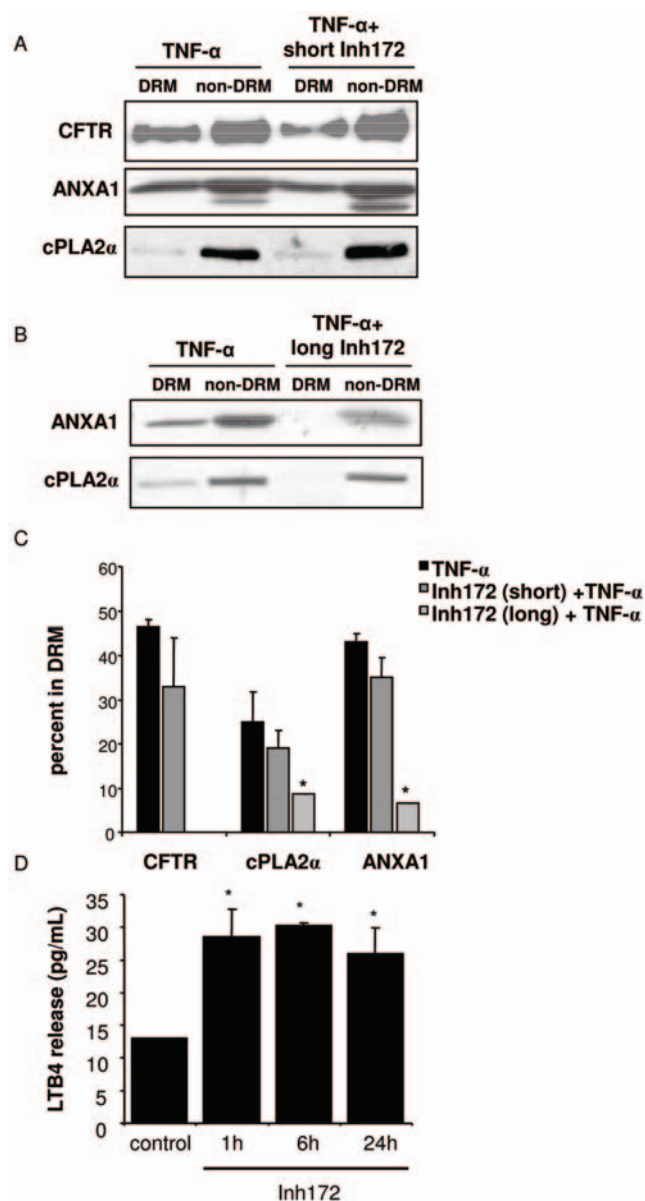 A
TNF-α
TNF-α+
short Inh172
DRM non-DRM DRM non-DRM
CFTR
ANXA1
cPLA2α
B
TNF-α
TNF-α+
long Inh172
DRM non-DRM DRM non-DRM
ANXA1
cPLA2α
C
TNF-α
Inh172 (short) +TNF-α
Inh172 (long) + TNF-α
percent in DRM
60
50
40
30
20
10
0
* *
CFTR cPLA2α ANXA1
D
LTB4 release (pg/mL)
35
30
25
20
15
10
5
0
* * *
control 1h 6h 24h
Inh172